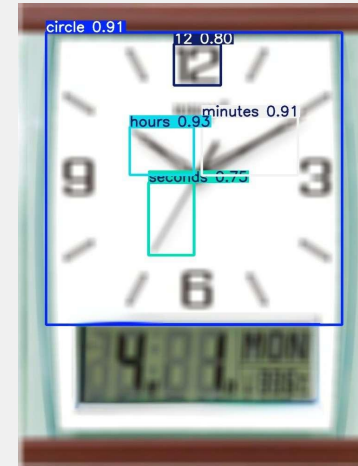 circle 0.91
12 0.80
12
minutes 0.91
hours 0.93
9
seconds 0.75
3
6
4. 1. MON